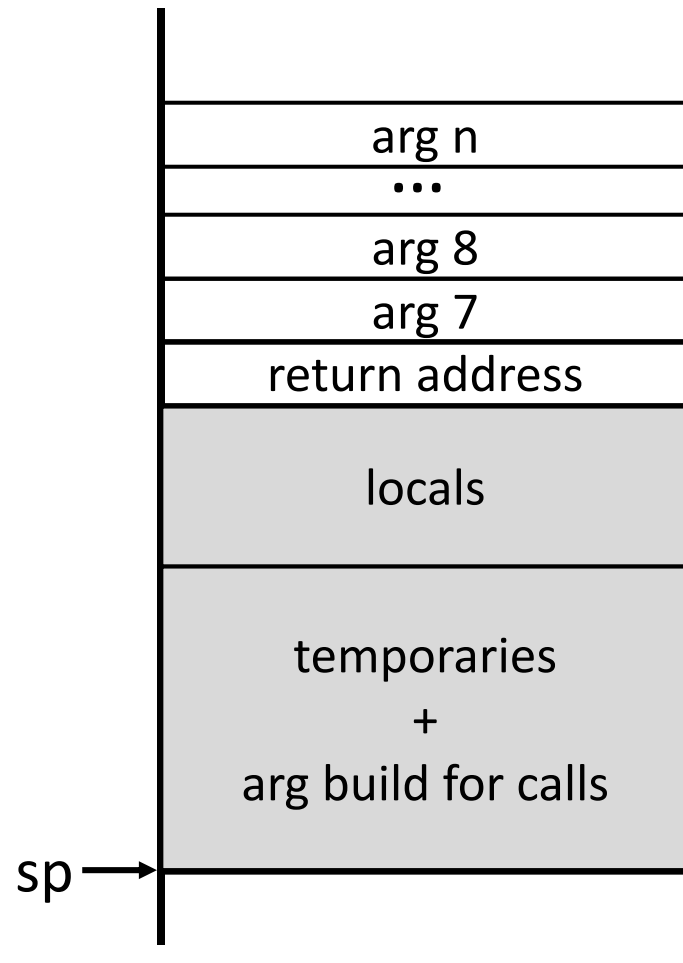 arg n
...
arg 8
arg 7
return address
locals
temporaries
+
arg build for calls
sp